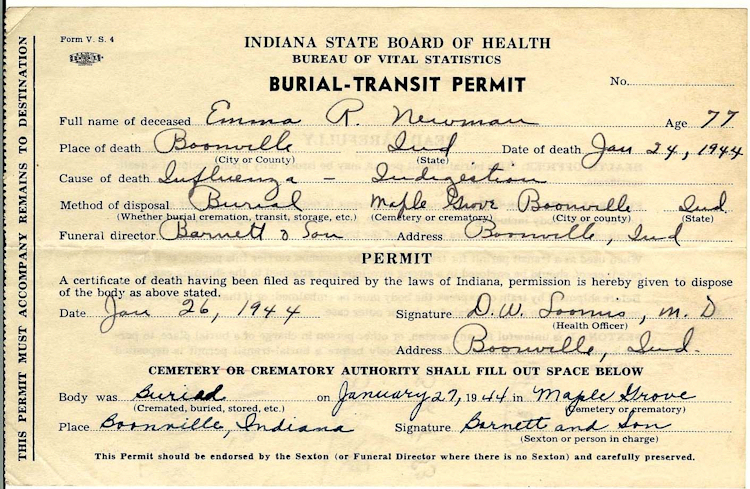 Form V. S. 4
INDIANA STATE BOARD OF HEALTH
BUREAU OF VITAL STATISTICS
BURIAL-TRANSIT PERMIT
No.
Full name of deceased Emma R. Newman Age 77
Place of death Boonville Ind Date of death Jan 24, 1944
(City or County) (State)
Cause of death Influenza - Indigestion
Method of disposal Burial Maple Grove Boonville Ind
(Whether burial cremation, transit, storage, etc.) (Cemetery or crematory) (City or county) (State)
Funeral director Barnett & Son Address Boonville, Ind
PERMIT
A certificate of death having been filed as required by the laws of Indiana, permission is hereby given to dispose
of the body as above stated.
Date Jan 26, 1944 Signature D. W. Loomis, M. D
(Health Officer)
Address Boonville, Ind.
CEMETERY OR CREMATORY AUTHORITY SHALL FILL OUT SPACE BELOW
Body was Buried on January 27, 1944 in Maple Grove
(Cremated, buried, stored, etc.) (Cemetery or crematory)
Place Boonville, Indiana Signature Barnett and Son
(Sexton or person in charge)
This Permit should be endorsed by the Sexton (or Funeral Director where there is no Sexton) and carefully preserved.
THIS PERMIT MUST ACCOMPANY REMAINS TO DESTINATION